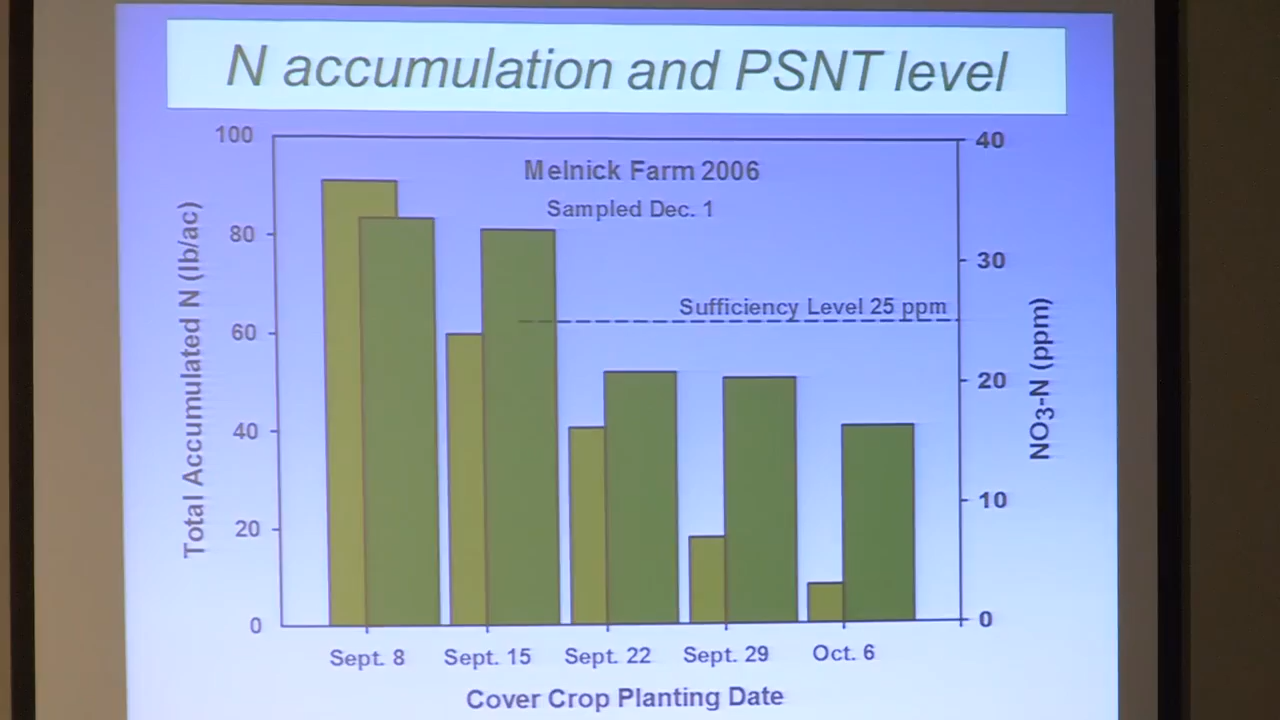 N accumulation and PSNT level
Melnick Farm 2006
Sampled Dec. 1
Sufficiency Level 25 ppm
Total Accumulated N (lb/ac)
100
80
60
40
20
0
NO3-N (ppm)
40
30
20
10
0
Sept. 8 Sept. 15 Sept. 22 Sept. 29 Oct. 6
Cover Crop Planting Date